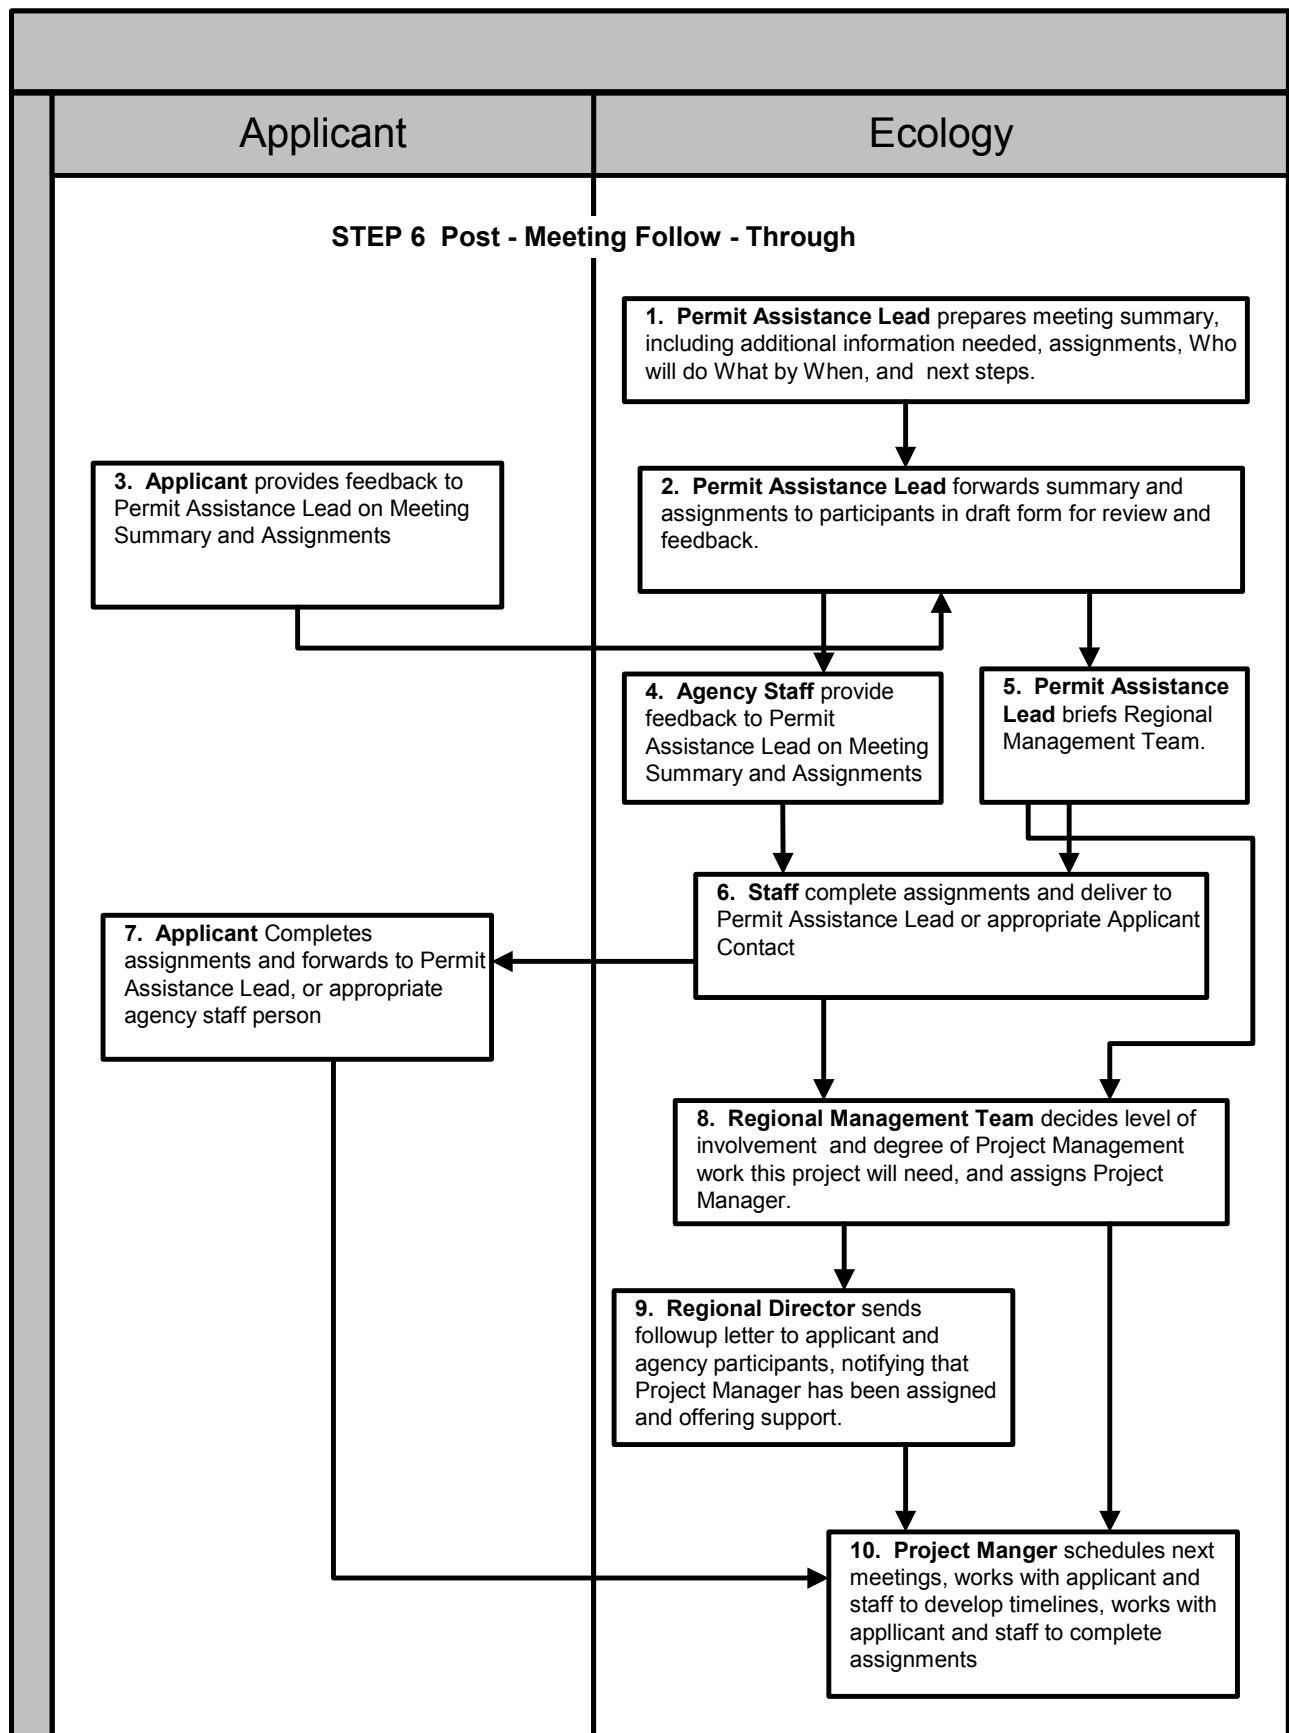 Applicant
Ecology
STEP 6  Post - Meeting Follow - Through
1.  Permit Assistance Lead prepares meeting summary,
including additional information needed, assignments, Who
will do What by When, and  next steps.
3.  Applicant provides feedback to
Permit Assistance Lead on Meeting
Summary and Assignments
2.  Permit Assistance Lead forwards summary and
assignments to participants in draft form for review and
feedback.
4.  Agency Staff provide
feedback to Permit
Assistance Lead on Meeting
Summary and Assignments
5.  Permit Assistance
Lead briefs Regional
Management Team.
6.  Staff complete assignments and deliver to
Permit Assistance Lead or appropriate Applicant
Contact
7.  Applicant Completes
assignments and forwards to Permit
Assistance Lead, or appropriate
agency staff person
8.  Regional Management Team decides level of
involvement  and degree of Project Management
work this project will need, and assigns Project
Manager.
9.  Regional Director sends
followup letter to applicant and
agency participants, notifying that
Project Manager has been assigned
and offering support.
10.  Project Manger schedules next
meetings, works with applicant and
staff to develop timelines, works with
appllicant and staff to complete
assignments